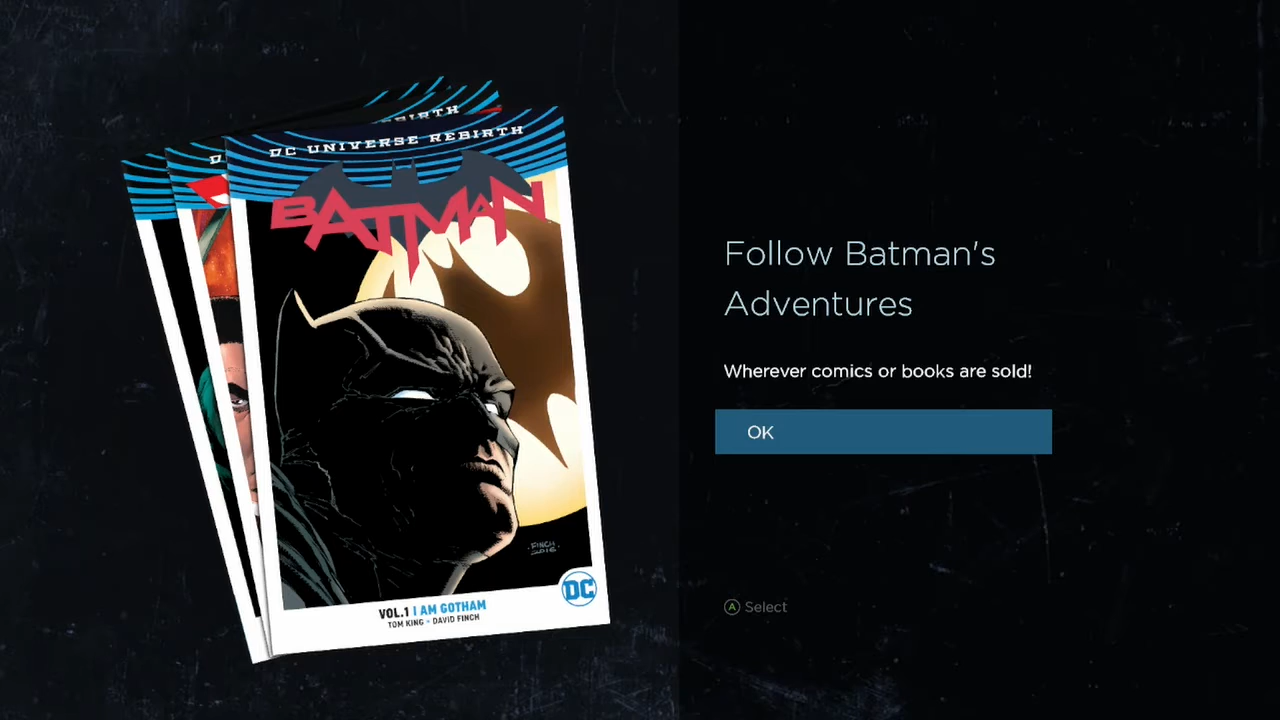 BIRTH
D
DC UNIVERSE REBIRTH
BATMAN
FINCH
2016
DC
VOL.1 I AM GOTHAM
TOM KING • DAVID FINCH
Follow Batman's
Adventures
Wherever comics or books are sold!
OK
A Select